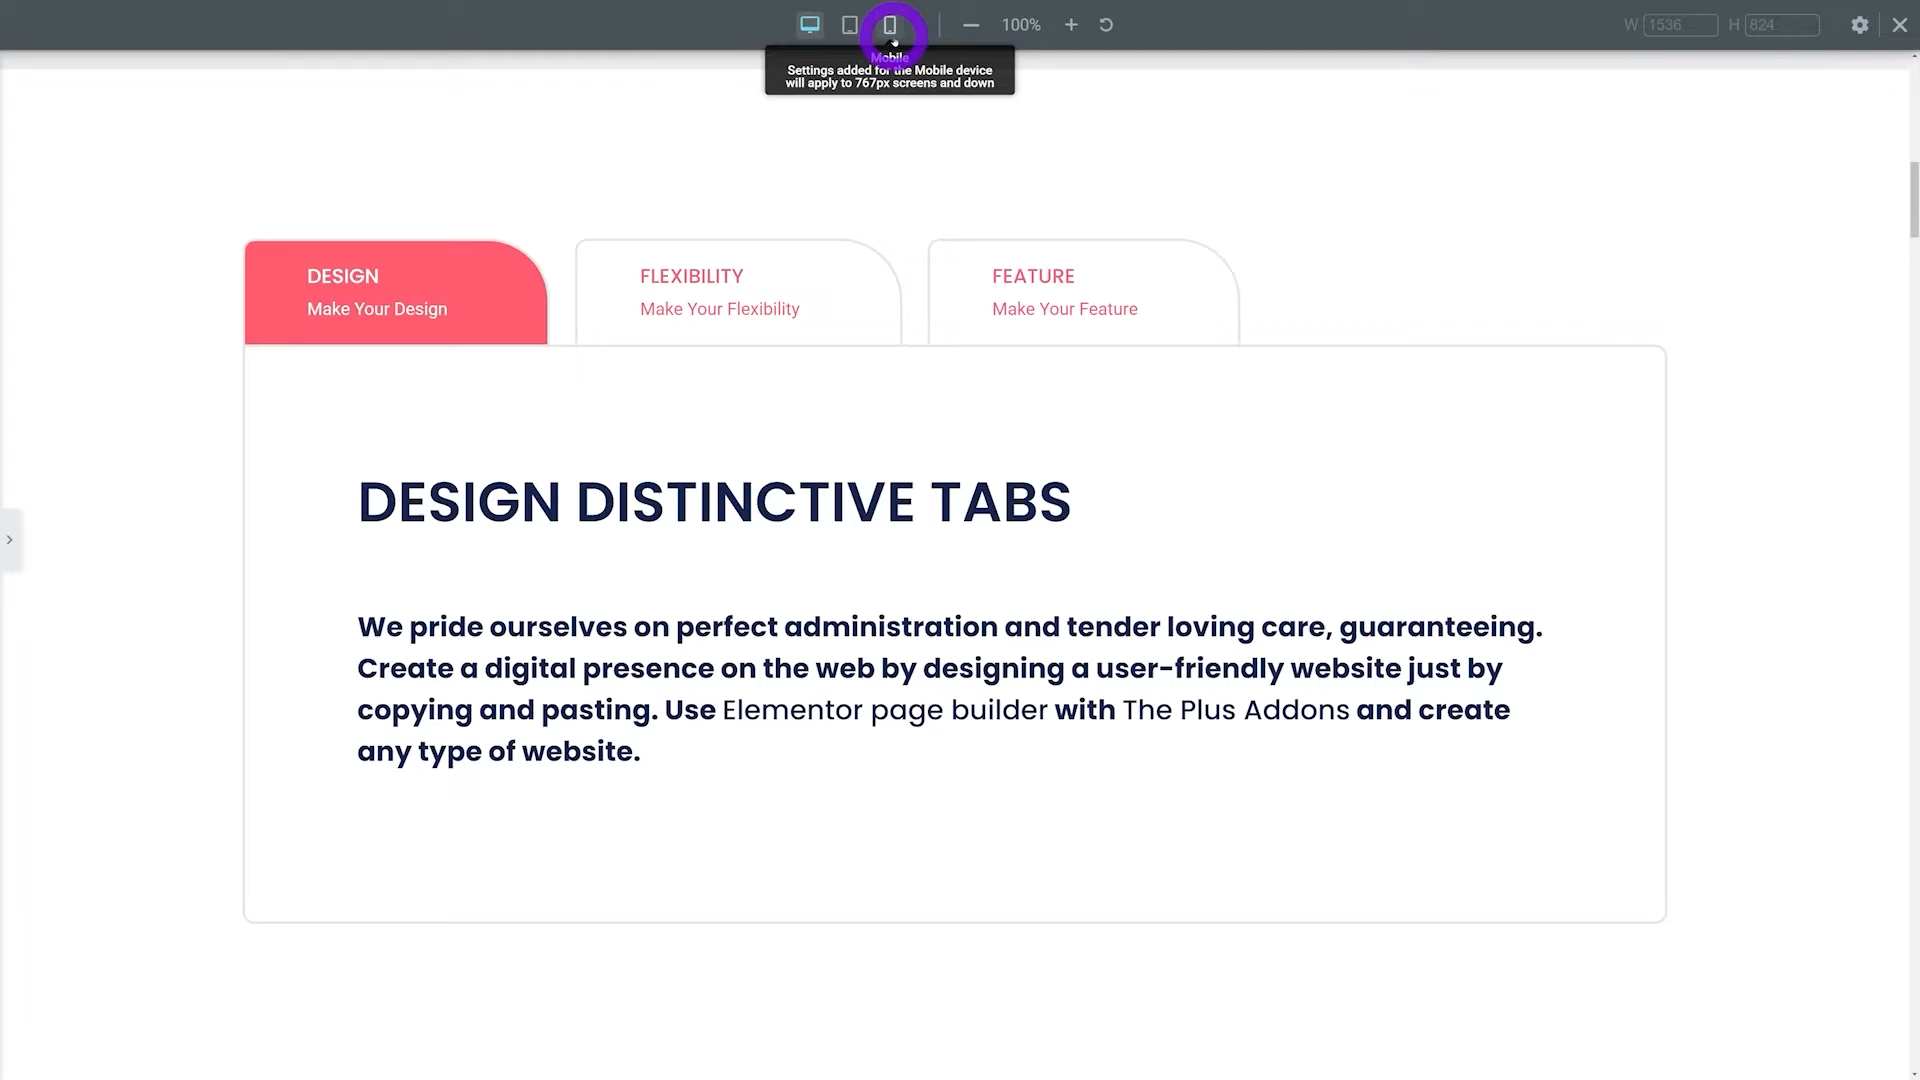 100%
W 1536 H 824
Mobile
Settings added for the Mobile device
will apply to 767px screens and down
DESIGN
Make Your Design
FLEXIBILITY
Make Your Flexibility
FEATURE
Make Your Feature
DESIGN DISTINCTIVE TABS
We pride ourselves on perfect administration and tender loving care, guaranteeing.
Create a digital presence on the web by designing a user-friendly website just by
copying and pasting. Use Elementor page builder with The Plus Addons and create
any type of website.